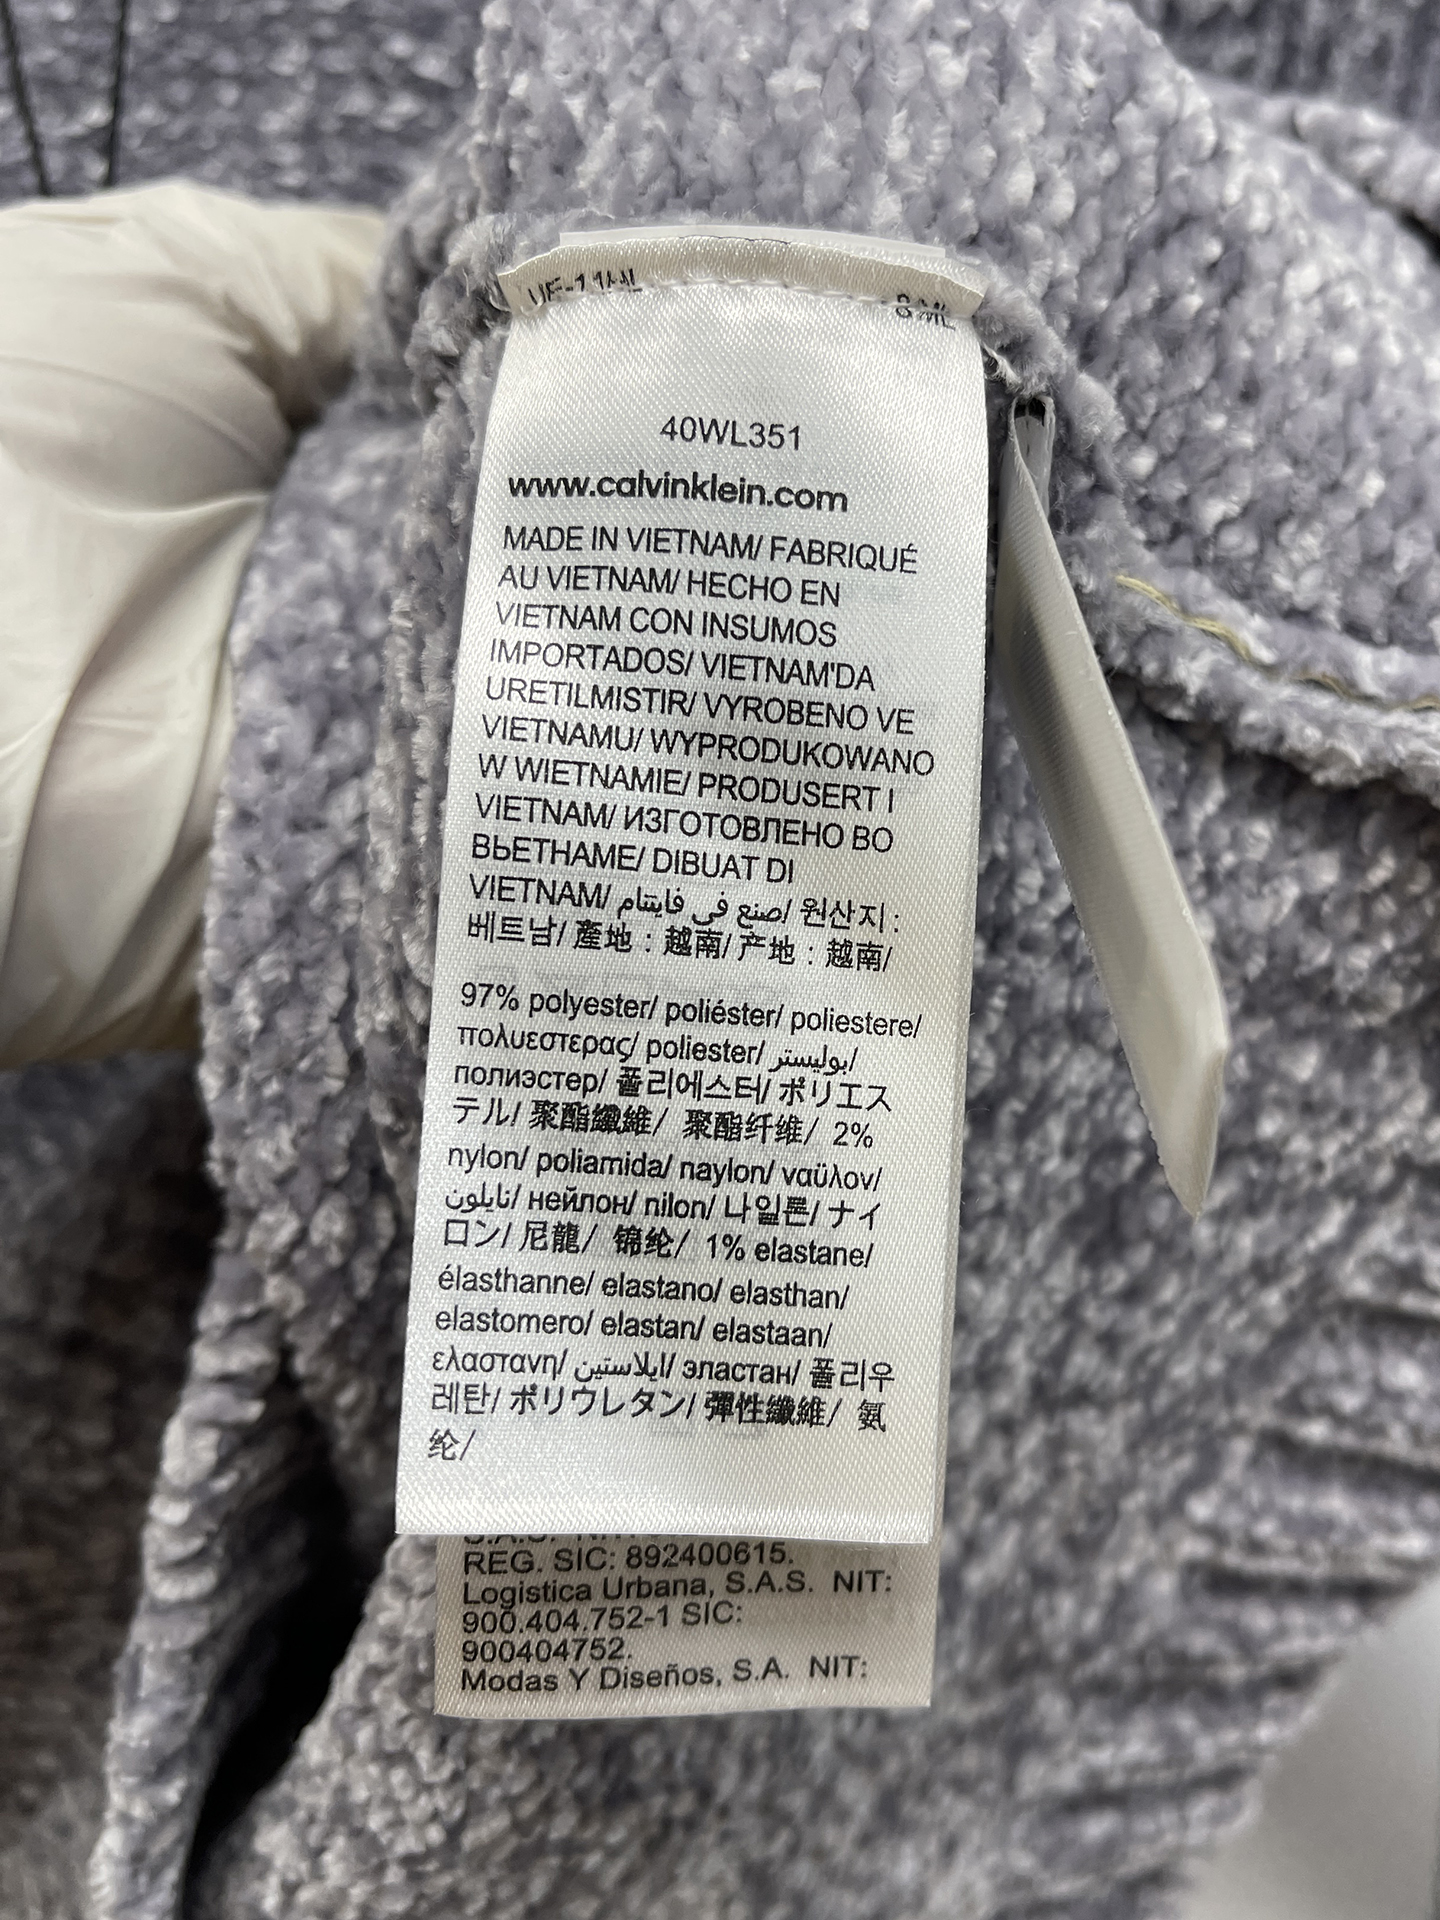 40WL351
www.calvinklein.com
MADE IN VIETNAM/ FABRIQUÉ
AU VIETNAM/ HECHO EN
VIETNAM CON INSUMOS
IMPORTADOS/ VIETNAM'DA
URETILMISTIR/ VYROBENO VE
VIETNAMU/ WYPRODUKOWANO
W WIETNAMIE/ PRODUSERT I
VIETNAM/ ИЗГОТОВЛЕНО ВО
ВЬЕТНАМЕ/ DIBUAT DI
VIETNAM/ صنع في فايتنام/ 원산지 :
베트남/ 產地 : 越南/ 产地 : 越南/
97% polyester/ poliéster/ poliestere/
πολυεστερας/ poliester/ بوليستر/
полиэстер/ 폴리에스터/ ポリエス
テル/ 聚酯纖維/ 聚酯纤维/ 2%
nylon/ poliamida/ naylon/ ναϋλον/
نايلون/ нейлон/ nilon/ 나일론/ ナイ
ロン/ 尼龍/ 锦纶/ 1% elastane/
élasthanne/ elastano/ elasthan/
elastomero/ elastan/ elastaan/
ελαστανη/ ايلاستين/ эластан/ 폴리우
레탄/ ポリウレタン/ 彈性纖維/ 氨
纶/
REG. SIC: 892400615.
Logistica Urbana, S.A.S. NIT:
900.404.752-1 SIC:
900404752.
Modas Y Diseños, S.A. NIT: